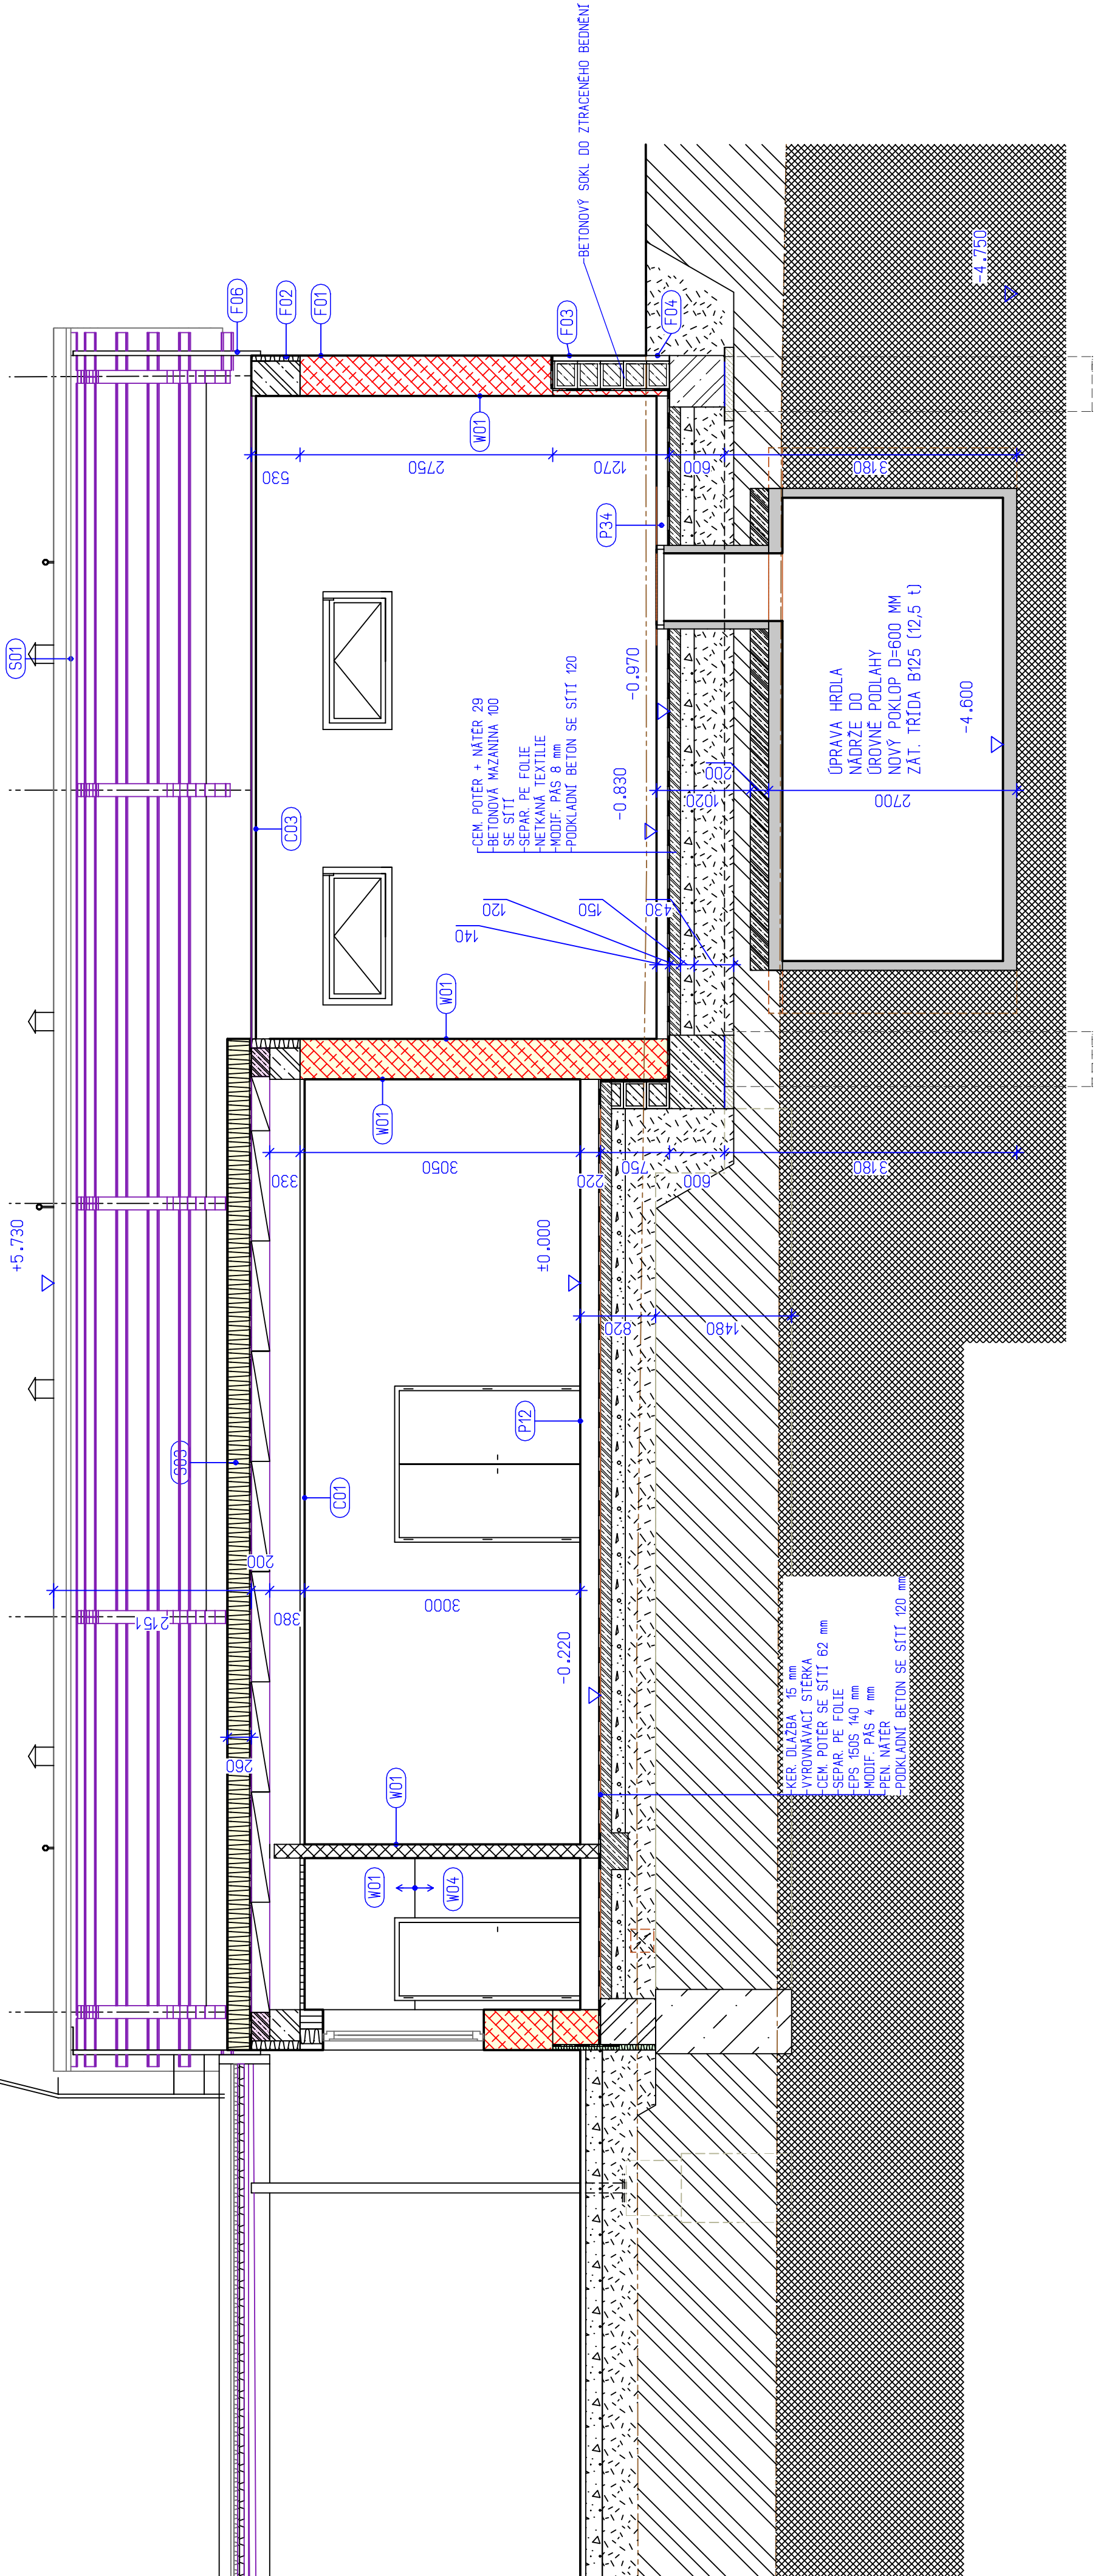 +5.730
S01
F06
F02
F01
F03
F04
BETONOVÝ SOKL DO ZTRACENÉHO BEDNĚNÍ
-4.750
W01
530
2750
1270
600
3180
P34
C03
-CEM. POTĚR + NÁTĚR 29
-BETONOVÁ MAZANINA 100
SE SÍTÍ
-SEPAR. PE FOLIE
-NETKANÁ TEXTILIE
-MODIF. PÁS 8 mm
-PODKLADNÍ BETON SE SÍTÍ 120
-0.830
-0.970
1020
200
2700
ÚPRAVA HRDLA
NÁDRŽE DO
ÚROVNĚ PODLAHY
NOVÝ POKLOP D=600 MM
ZÁT. TŘÍDA B125 (12,5 t)
-4.600
140
120
150
430
W01
W01
330
3050
220
750
600
3180
±0.000
820
1480
S03
P12
C01
2151
200
380
3000
-0.220
260
W01
W01
W04
-KER. DLAŽBA 15 mm
-VYROVNÁVACÍ STĚRKA
-CEM. POTĚR SE SÍTÍ 62 mm
-SEPAR. PE FOLIE
-EPS 150S 140 mm
-MODIF. PÁS 4 mm
-PEN. NÁTĚR
-PODKLADNÍ BETON SE SÍTÍ 120 mm